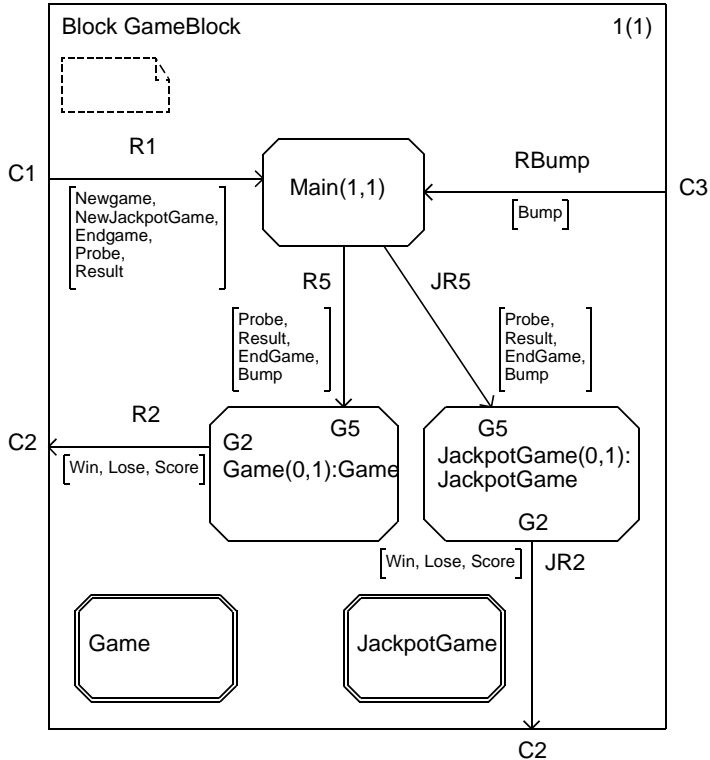 Block GameBlock
1(1)
R1
C1
Main(1,1)
RBump
C3
[Bump]
[Newgame,
NewJackpotGame,
Endgame,
Probe,
Result]
R5
JR5
[Probe,
Result,
EndGame,
Bump]
[Probe,
Result,
EndGame,
Bump]
R2
C2
[Win, Lose, Score]
G5
G2
Game(0,1):Game
G5
JackpotGame(0,1):
JackpotGame
G2
[Win, Lose, Score]
JR2
Game
JackpotGame
C2